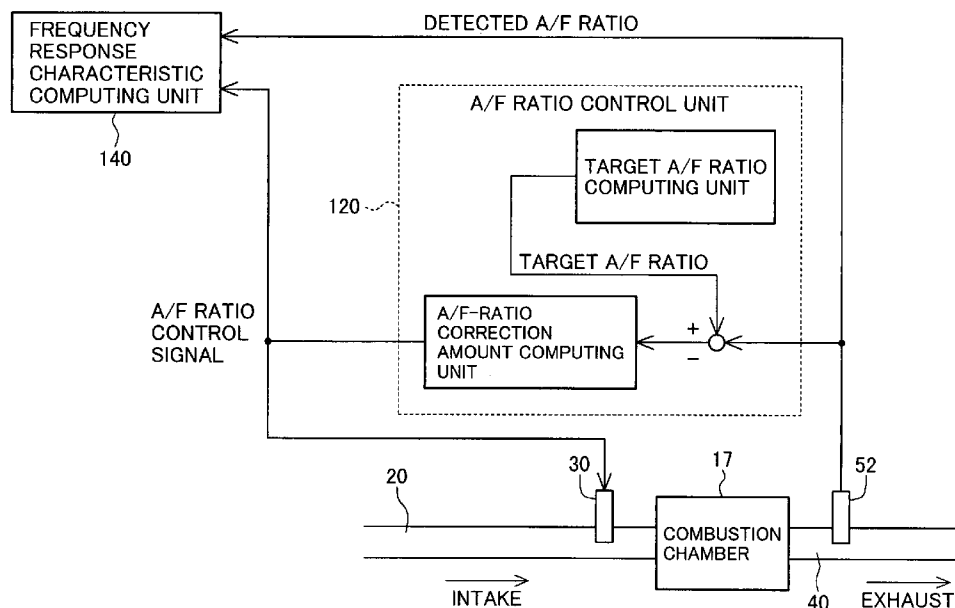 FREQUENCY
RESPONSE
CHARACTERISTIC
COMPUTING UNIT
140
DETECTED A/F RATIO
A/F RATIO CONTROL UNIT
TARGET A/F RATIO
COMPUTING UNIT
120
TARGET A/F RATIO
A/F RATIO
CONTROL
SIGNAL
A/F-RATIO
CORRECTION
AMOUNT COMPUTING
UNIT
+
−
20
30
17
52
COMBUSTION
CHAMBER
INTAKE
40
EXHAUST